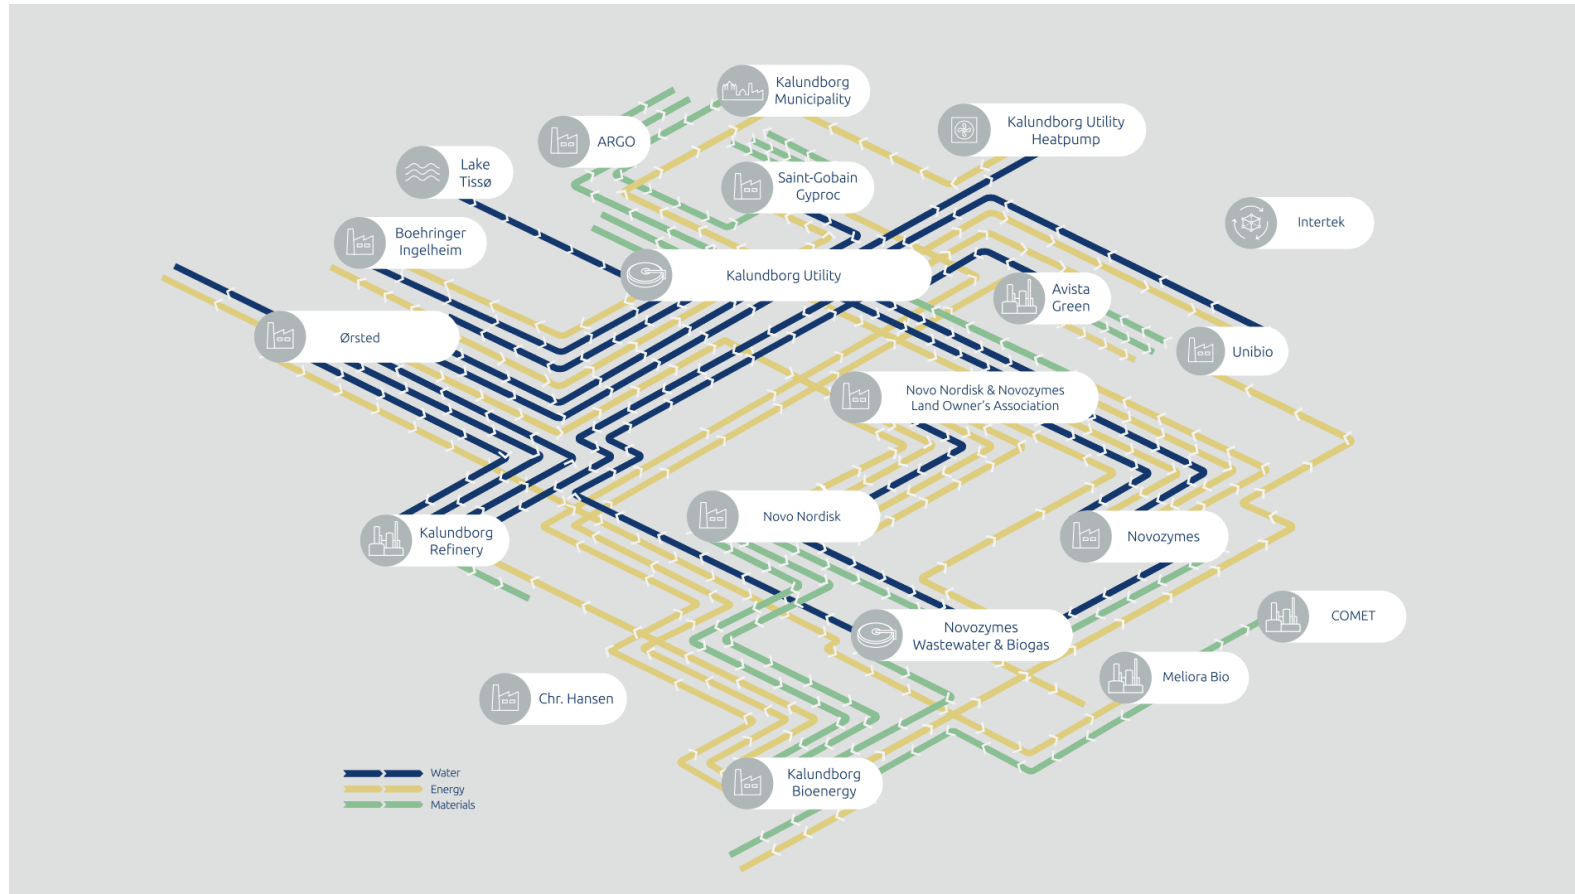 Kalundborg
Municipality
Kalundborg Utility
Heatpump
ARGO
Lake
Tissø
Saint-Gobain
Gyproc
Intertek
Boehringer
Ingelheim
Kalundborg Utility
Avista
Green
Ørsted
Unibio
Novo Nordisk & Novozymes
Land Owner's Association
Novo Nordisk
Kalundborg
Refinery
Novozymes
COMET
Novozymes
Wastewater & Biogas
Meliora Bio
Chr. Hansen
Kalundborg
Bioenergy
Water
Energy
Materials